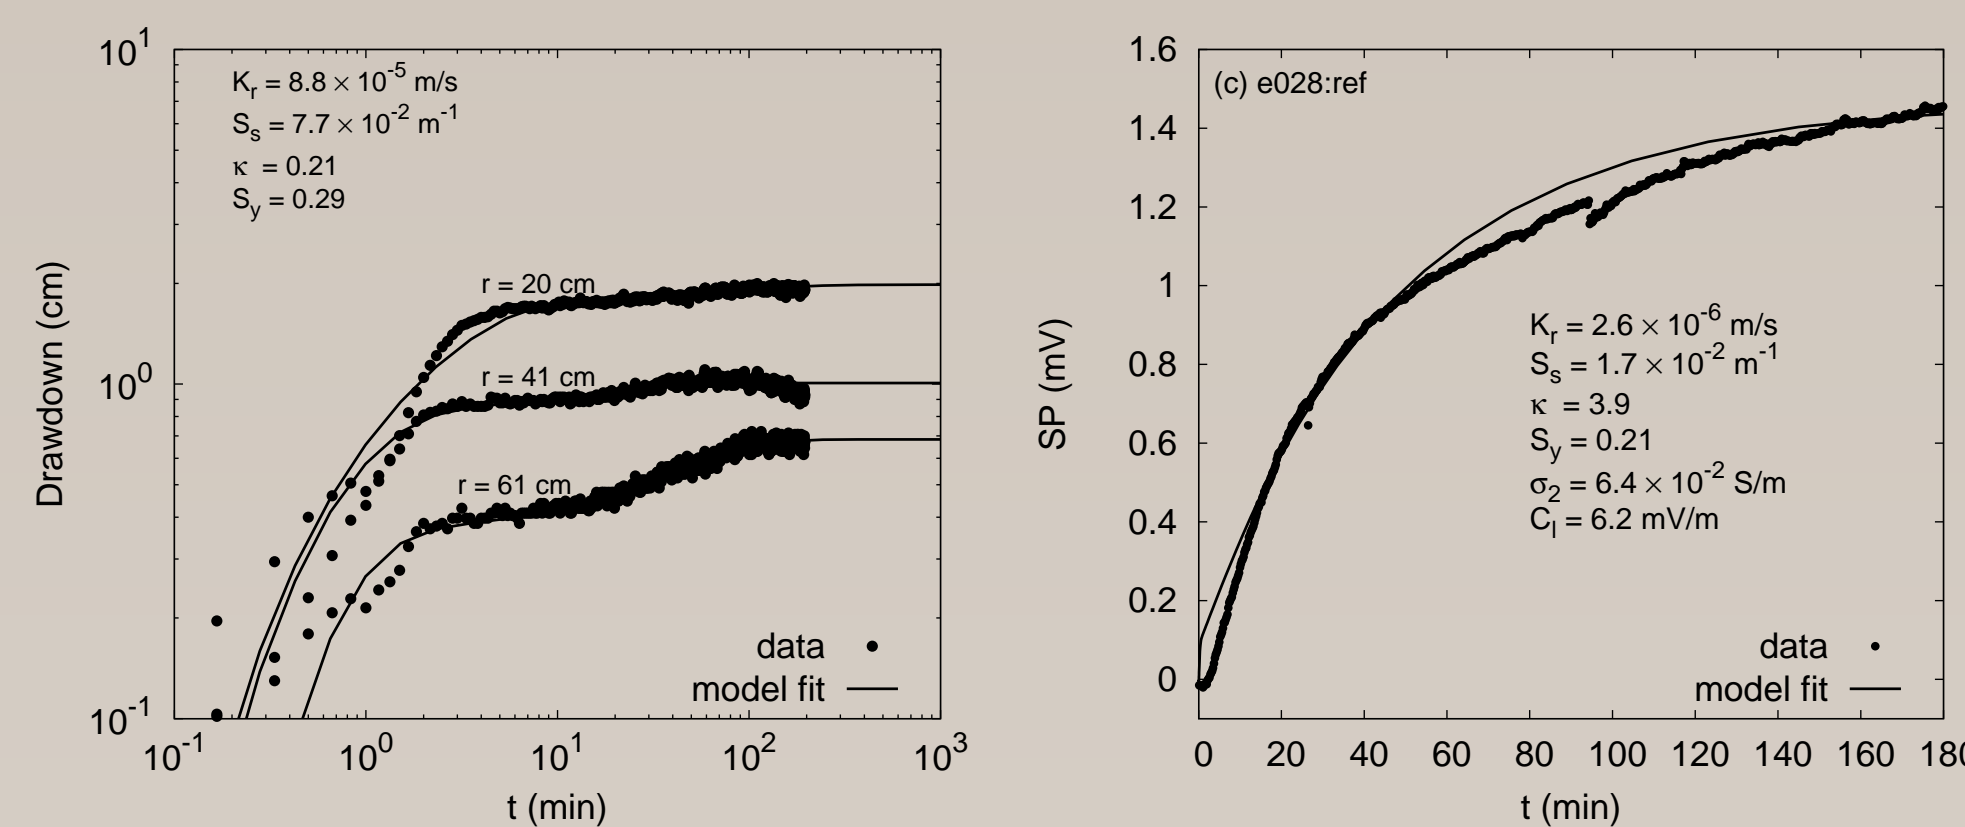 10^1
K_r = 8.8 × 10^-5 m/s
S_s = 7.7 × 10^-2 m^-1
κ = 0.21
S_y = 0.29
r = 20 cm
10^0
r = 41 cm
r = 61 cm
Drawdown (cm)
data
model fit
10^-1
10^-1 10^0 10^1 10^2 10^3
t (min)
1.6
(c) e028:ref
1.4
1.2
1
K_r = 2.6 × 10^-6 m/s
S_s = 1.7 × 10^-2 m^-1
κ = 3.9
S_y = 0.21
σ_2 = 6.4 × 10^-2 S/m
C_l = 6.2 mV/m
SP (mV)
0.8
0.6
0.4
0.2
0
data
model fit
0 20 40 60 80 100 120 140 160 180
t (min)